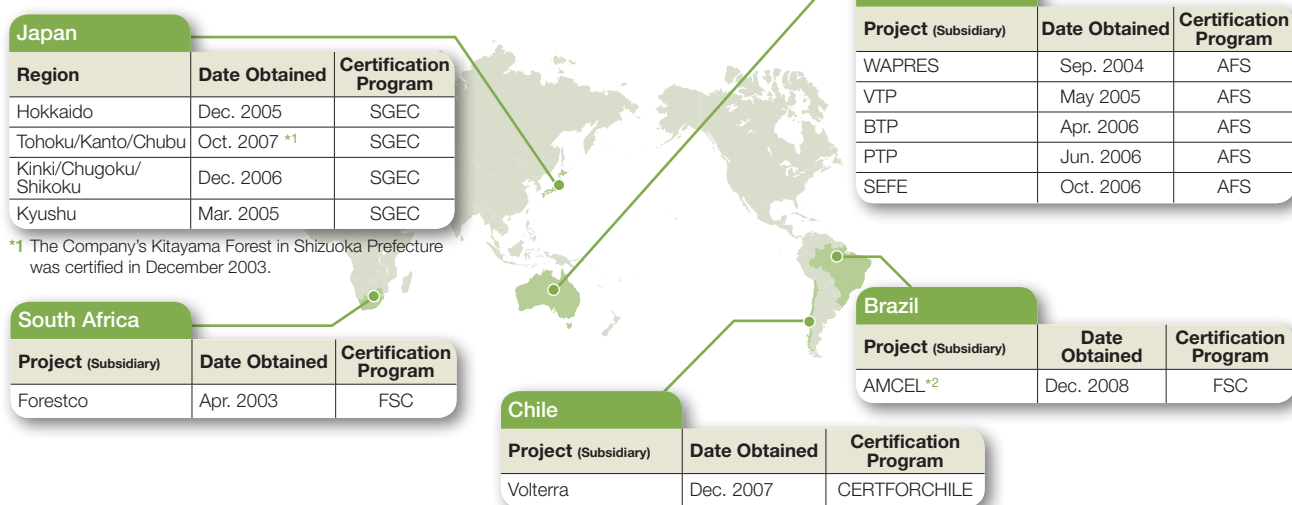 Japan
Region Date Obtained Certification Program
Hokkaido Dec. 2005 SGEC
Tohoku/Kanto/Chubu Oct. 2007 *1 SGEC
Kinki/Chugoku/
Shikoku Dec. 2006 SGEC
Kyushu Mar. 2005 SGEC
*1 The Company's Kitayama Forest in Shizuoka Prefecture
was certified in December 2003.
Project (Subsidiary) Date Obtained Certification Program
WAPRES Sep. 2004 AFS
VTP May 2005 AFS
BTP Apr. 2006 AFS
PTP Jun. 2006 AFS
SEFE Oct. 2006 AFS
South Africa
Project (Subsidiary) Date Obtained Certification Program
Forestco Apr. 2003 FSC
Brazil
Project (Subsidiary) Date Obtained Certification Program
AMCEL*2 Dec. 2008 FSC
Chile
Project (Subsidiary) Date Obtained Certification Program
Volterra Dec. 2007 CERTFORCHILE